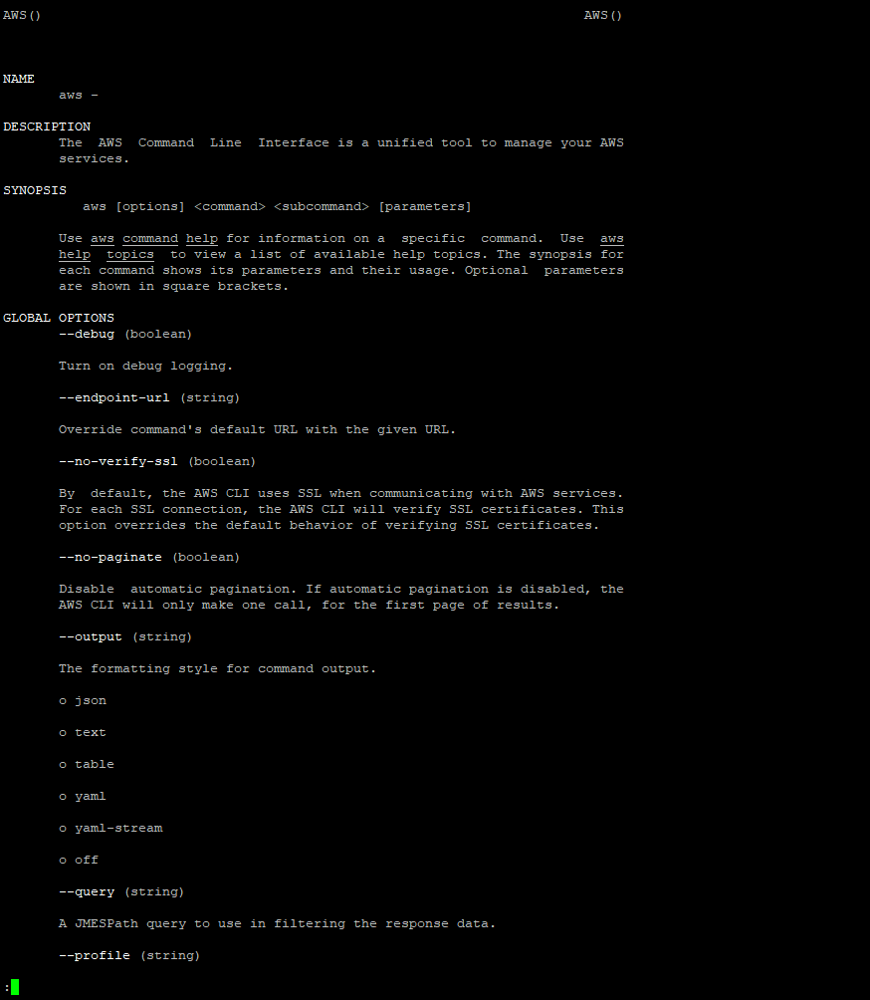 AWS()                                                                AWS()
NAME
aws -
DESCRIPTION
The  AWS  Command  Line  Interface is a unified tool to manage your AWS
services.
SYNOPSIS
aws [options] <command> <subcommand> [parameters]
Use aws command help for information on a  specific  command.  Use  aws
help  topics  to view a list of available help topics. The synopsis for
each command shows its parameters and their usage. Optional  parameters
are shown in square brackets.
GLOBAL OPTIONS
--debug (boolean)
Turn on debug logging.
--endpoint-url (string)
Override command's default URL with the given URL.
--no-verify-ssl (boolean)
By  default, the AWS CLI uses SSL when communicating with AWS services.
For each SSL connection, the AWS CLI will verify SSL certificates. This
option overrides the default behavior of verifying SSL certificates.
--no-paginate (boolean)
Disable  automatic pagination. If automatic pagination is disabled, the
AWS CLI will only make one call, for the first page of results.
--output (string)
The formatting style for command output.
o json
o text
o table
o yaml
o yaml-stream
o off
--query (string)
A JMESPath query to use in filtering the response data.
--profile (string)
: